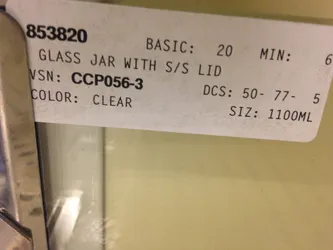 853820 BASIC: 20 MIN: 6
GLASS JAR WITH S/S LID
VSN: CCP056-3 DCS: 50- 77- 5
COLOR: CLEAR SIZ: 1100ML